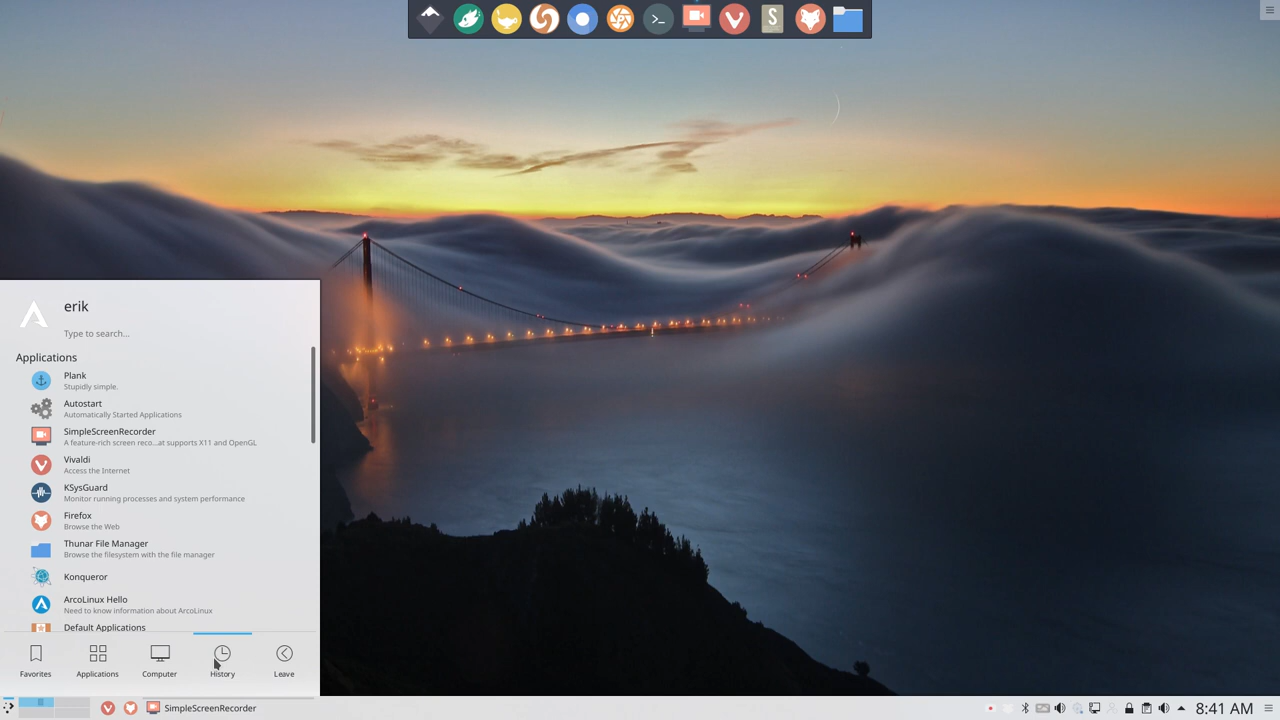 erik
Type to search...
Applications
Plank
Stupidly simple.
Autostart
Automatically Started Applications
SimpleScreenRecorder
A feature-rich screen reco...at supports X11 and OpenGL
Vivaldi
Access the Internet
KSysGuard
Monitor running processes and system performance
Firefox
Browse the Web
Thunar File Manager
Browse the filesystem with the file manager
Konqueror
ArcoLinux Hello
Need to know information about ArcoLinux
Default Applications
Favorites
Applications
Computer
History
Leave
SimpleScreenRecorder
8:41 AM